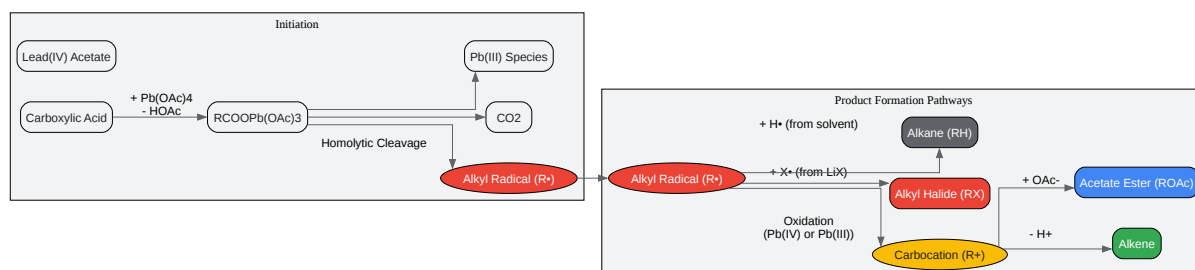 Initiation
Lead(IV) Acetate
Pb(III) Species
Carboxylic Acid
+ Pb(OAc)4
- HOAc
RCOOPb(OAc)3
CO2
Homolytic Cleavage
Alkyl Radical (R•)
Product Formation Pathways
Alkyl Radical (R•)
+ H• (from solvent)
Alkane (RH)
+ X• (from LiX)
Alkyl Halide (RX)
Oxidation
(Pb(IV) or Pb(III))
Carbocation (R+)
+ OAc-
Acetate Ester (ROAc)
- H+
Alkene